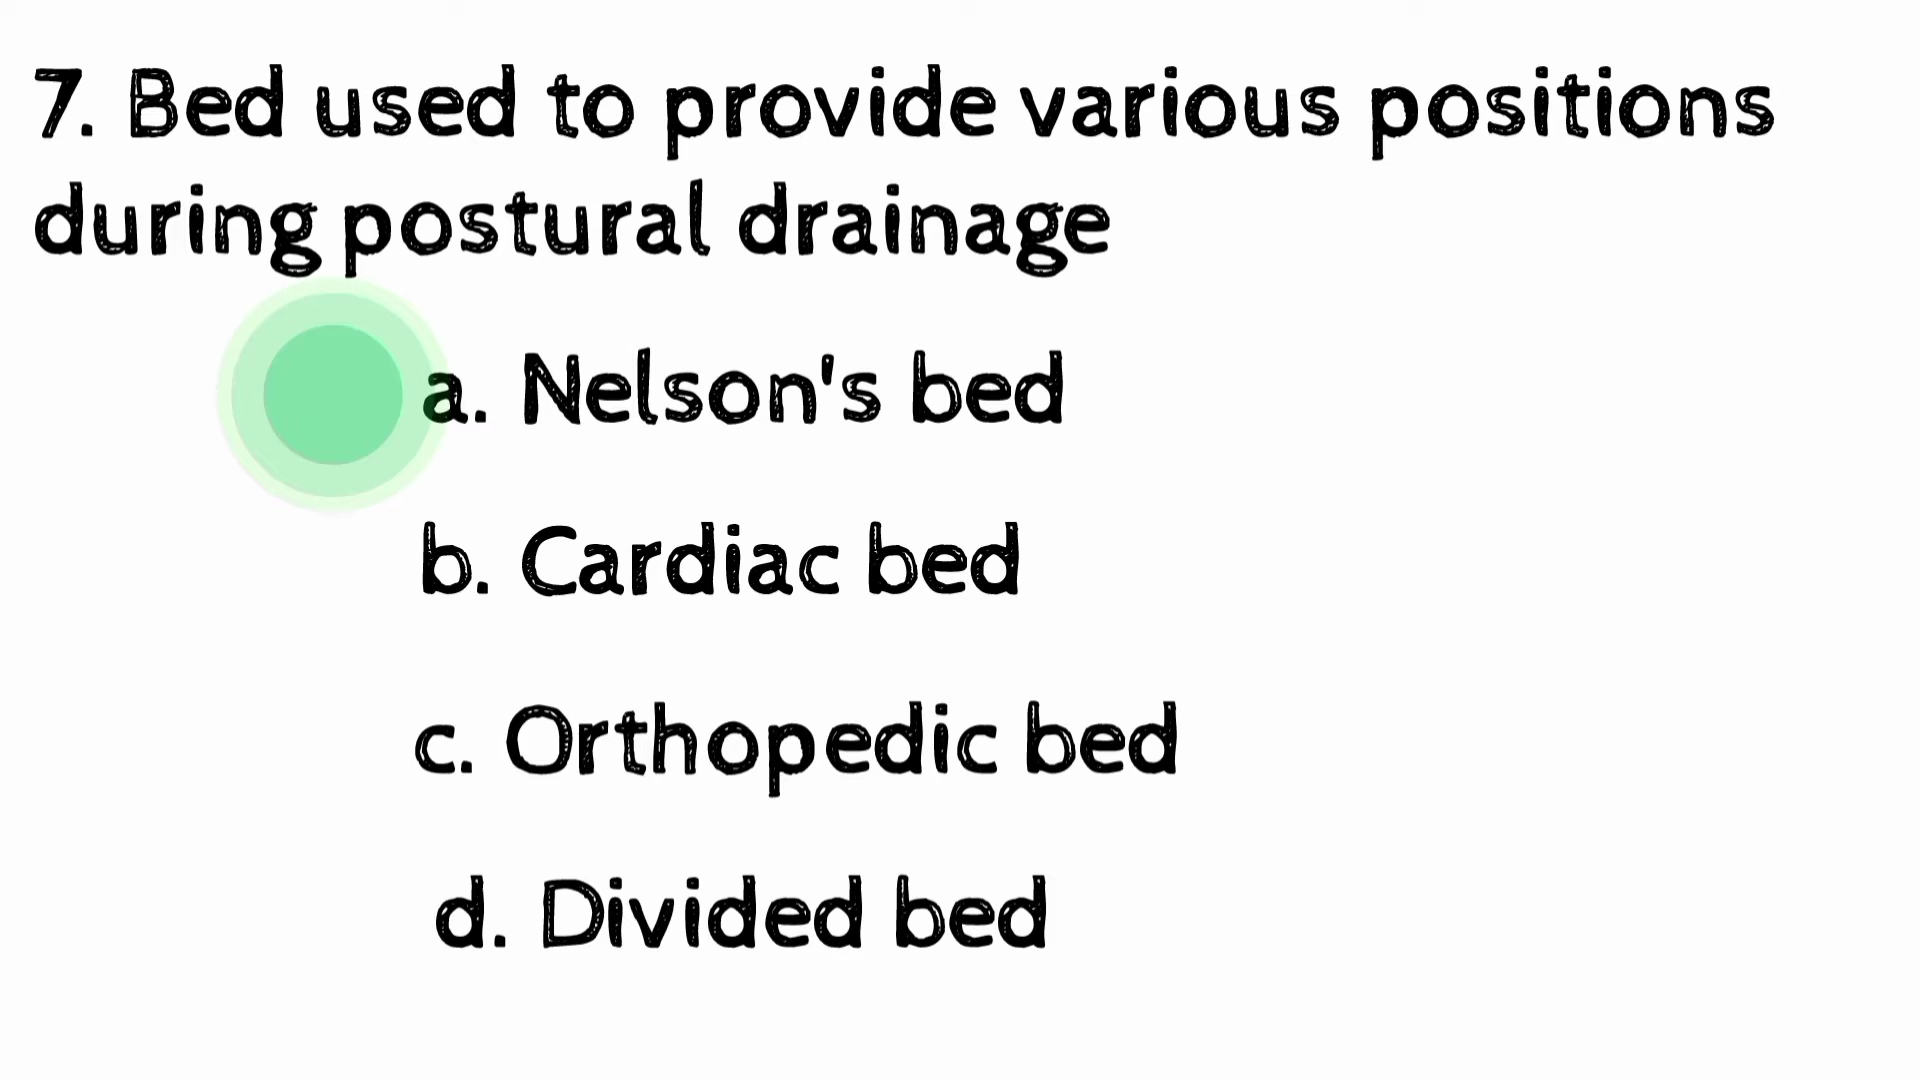 7. Bed used to provide various positions
during postural drainage
a. Nelson's bed
b. Cardiac bed
c. Orthopedic bed
d. Divided bed